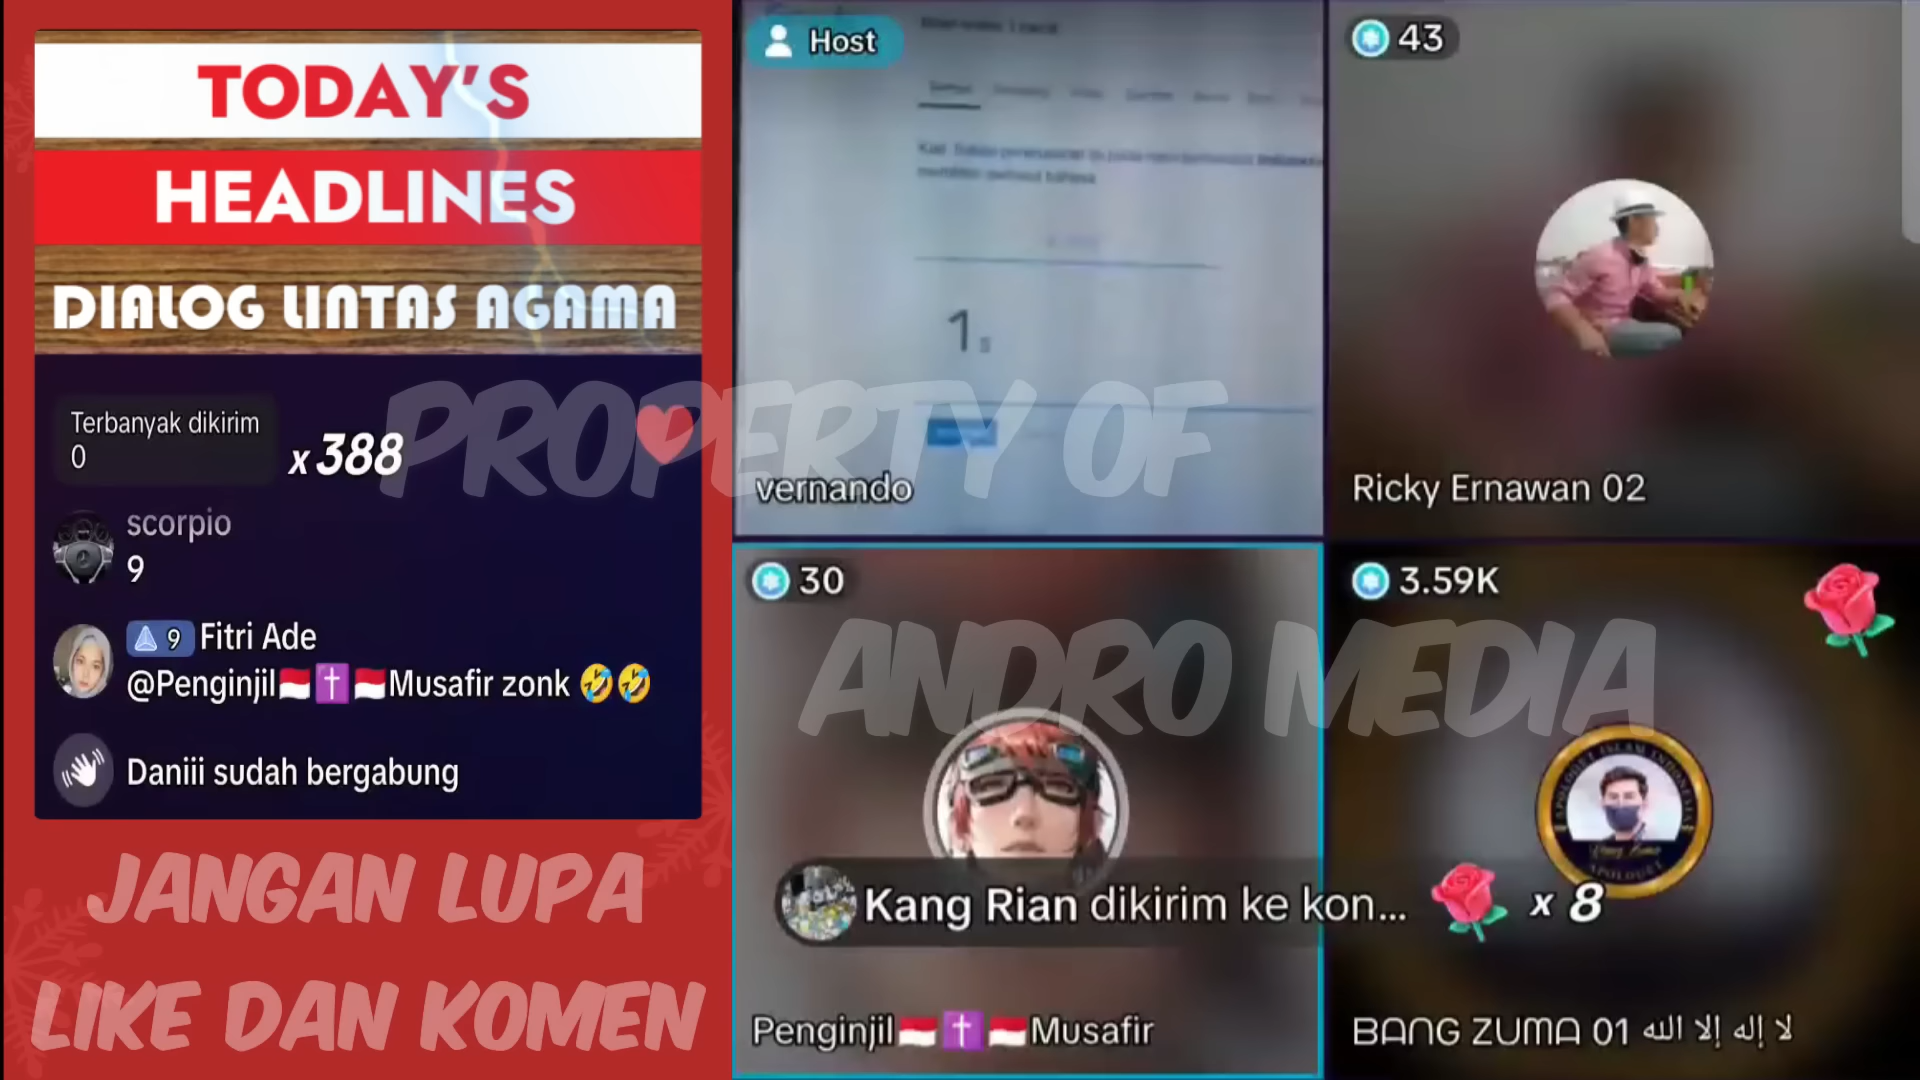 TODAY'S
HEADLINES
DIALOG LINTAS AGAMA
Terbanyak dikirim
0
x 388
scorpio
9
9 Fitri Ade
@Penginjil🇮🇩✝️🇮🇩Musafir zonk 🤣🤣
Daniii sudah bergabung
JANGAN LUPA
LIKE DAN KOMEN
Host
1s
vernando
43
Ricky Ernawan 02
30
Penginjil🇮🇩✝️🇮🇩Musafir
3.59K
Kang Rian dikirim ke kon... x 8
BANG ZUMA 01 لا إله إلا الله
PROPERTY OF
ANDRO MEDIA